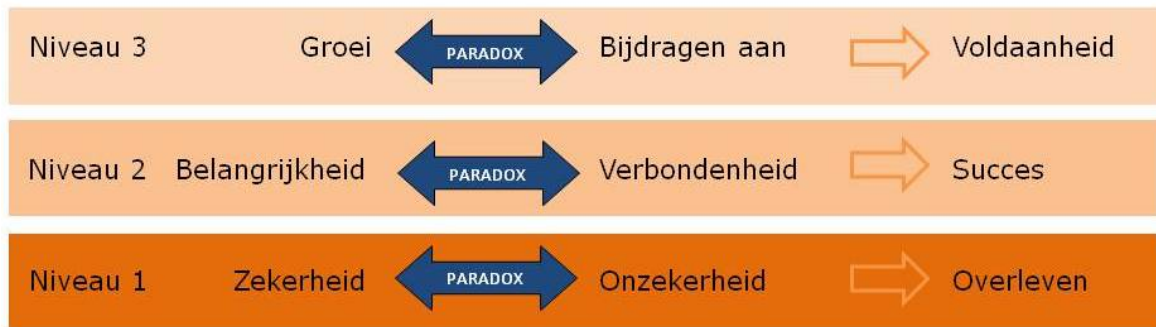 Niveau 3 Groei PARADOX Bijdragen aan Voldaanheid
Niveau 2 Belangrijkheid PARADOX Verbondenheid Succes
Niveau 1 Zekerheid PARADOX Onzekerheid Overleven